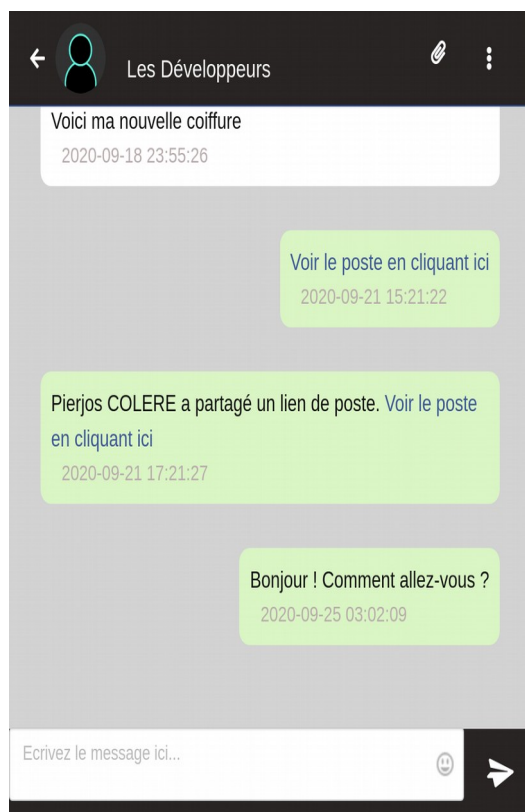 Les Développeurs
Voici ma nouvelle coiffure
2020-09-18 23:55:26
Voir le poste en cliquant ici
2020-09-21 15:21:22
Pierjos COLERE a partagé un lien de poste. Voir le poste
en cliquant ici
2020-09-21 17:21:27
Bonjour ! Comment allez-vous ?
2020-09-25 03:02:09
Ecrivez le message ici...